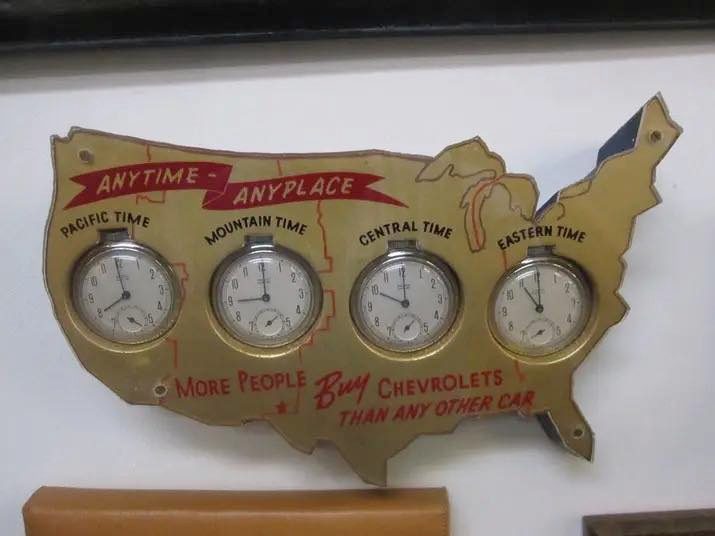 ANYTIME-
ANYPLACE
PACIFIC TIME
MOUNTAIN TIME
CENTRAL TIME
EASTERN TIME
MORE PEOPLE Buy CHEVROLETS
THAN ANY OTHER CAR